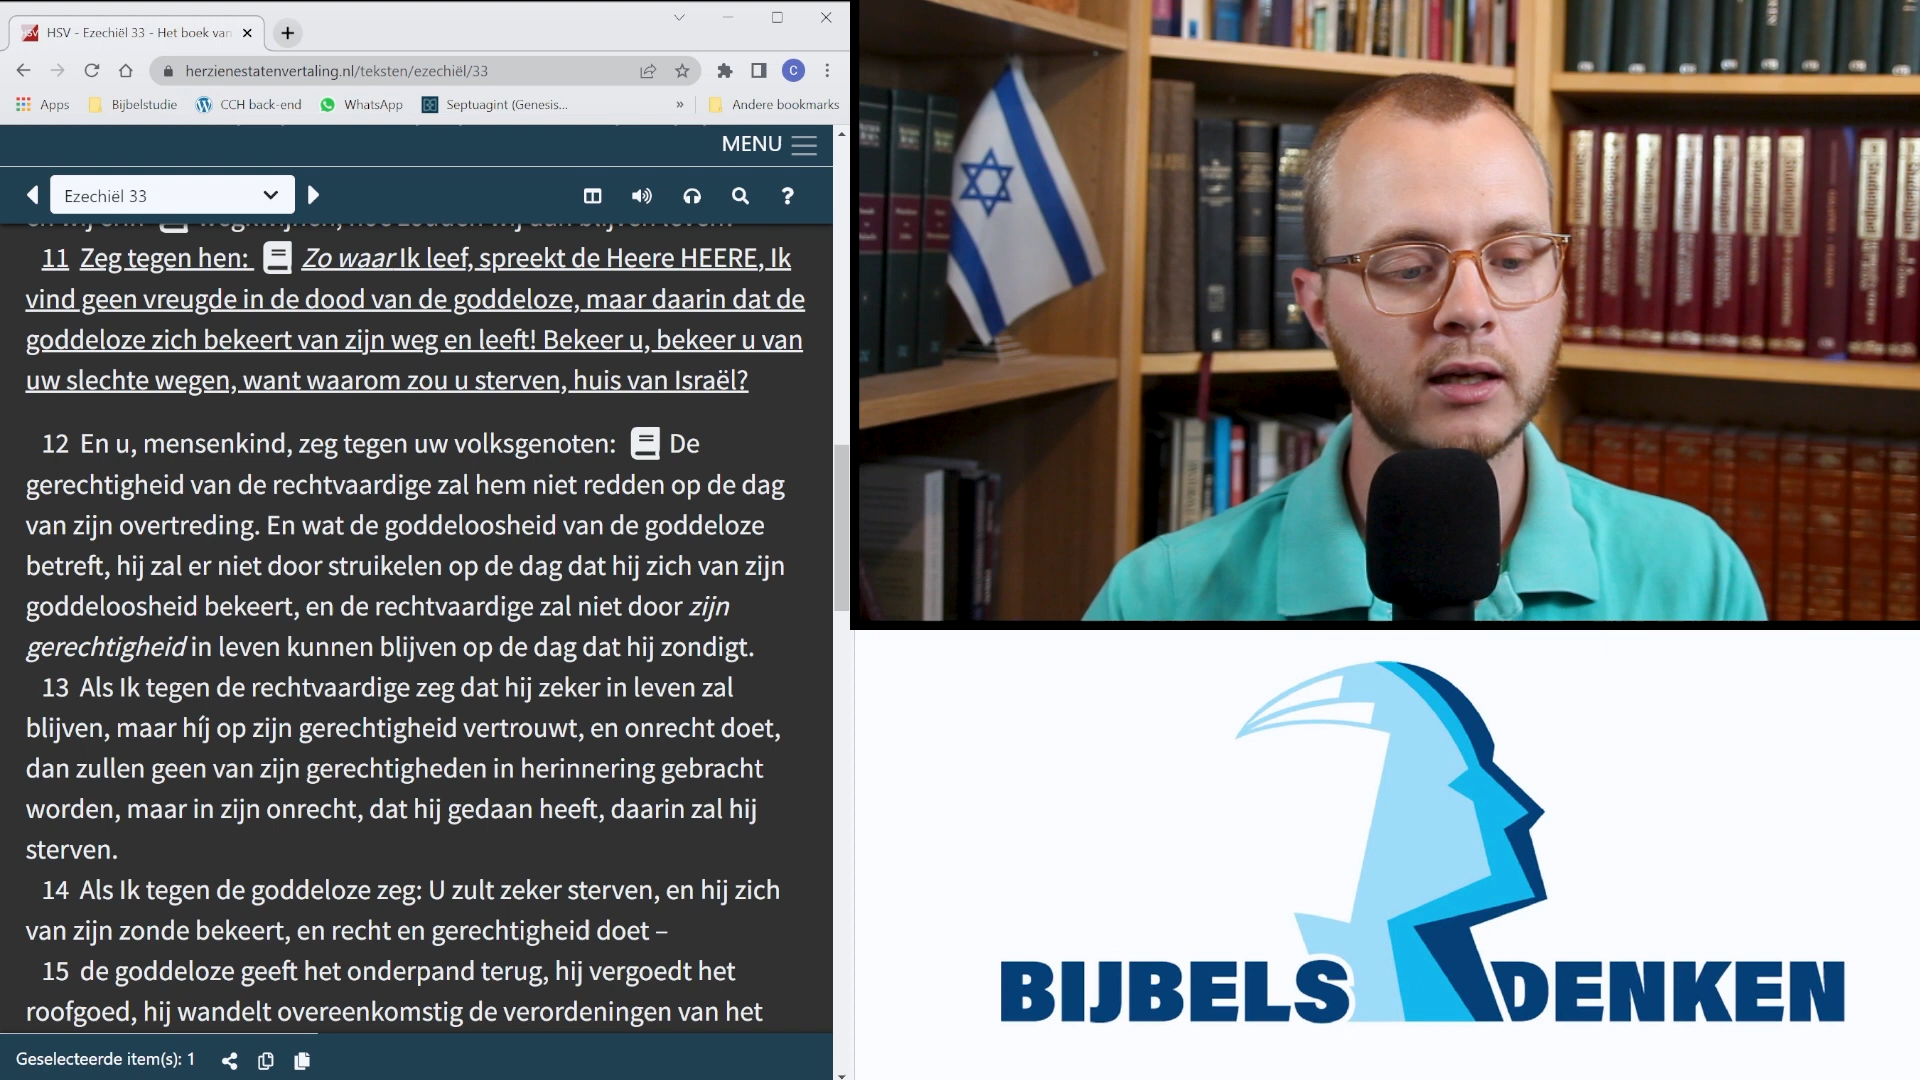 HSV - Ezechiël 33 - Het boek van
herzienestatenvertaling.nl/teksten/ezechiël/33
C
Apps
Bijbelstudie
CCH back-end
WhatsApp
Septuagint (Genesis...
»
Andere bookmarks
MENU
Ezechiël 33
?
11 Zeg tegen hen: Zo waar Ik leef, spreekt de Heere HEERE, Ik
vind geen vreugde in de dood van de goddeloze, maar daarin dat de
goddeloze zich bekeert van zijn weg en leeft! Bekeer u, bekeer u van
uw slechte wegen, want waarom zou u sterven, huis van Israël?
12 En u, mensenkind, zeg tegen uw volksgenoten: De
gerechtigheid van de rechtvaardige zal hem niet redden op de dag
van zijn overtreding. En wat de goddeloosheid van de goddeloze
betreft, hij zal er niet door struikelen op de dag dat hij zich van zijn
goddeloosheid bekeert, en de rechtvaardige zal niet door zijn
gerechtigheid in leven kunnen blijven op de dag dat hij zondigt.
13 Als Ik tegen de rechtvaardige zeg dat hij zeker in leven zal
blijven, maar híj op zijn gerechtigheid vertrouwt, en onrecht doet,
dan zullen geen van zijn gerechtigheden in herinnering gebracht
worden, maar in zijn onrecht, dat hij gedaan heeft, daarin zal hij
sterven.
14 Als Ik tegen de goddeloze zeg: U zult zeker sterven, en hij zich
van zijn zonde bekeert, en recht en gerechtigheid doet –
15 de goddeloze geeft het onderpand terug, hij vergoedt het
roofgoed, hij wandelt overeenkomstig de verordeningen van het
Geselecteerde item(s): 1
BIJBELS DENKEN